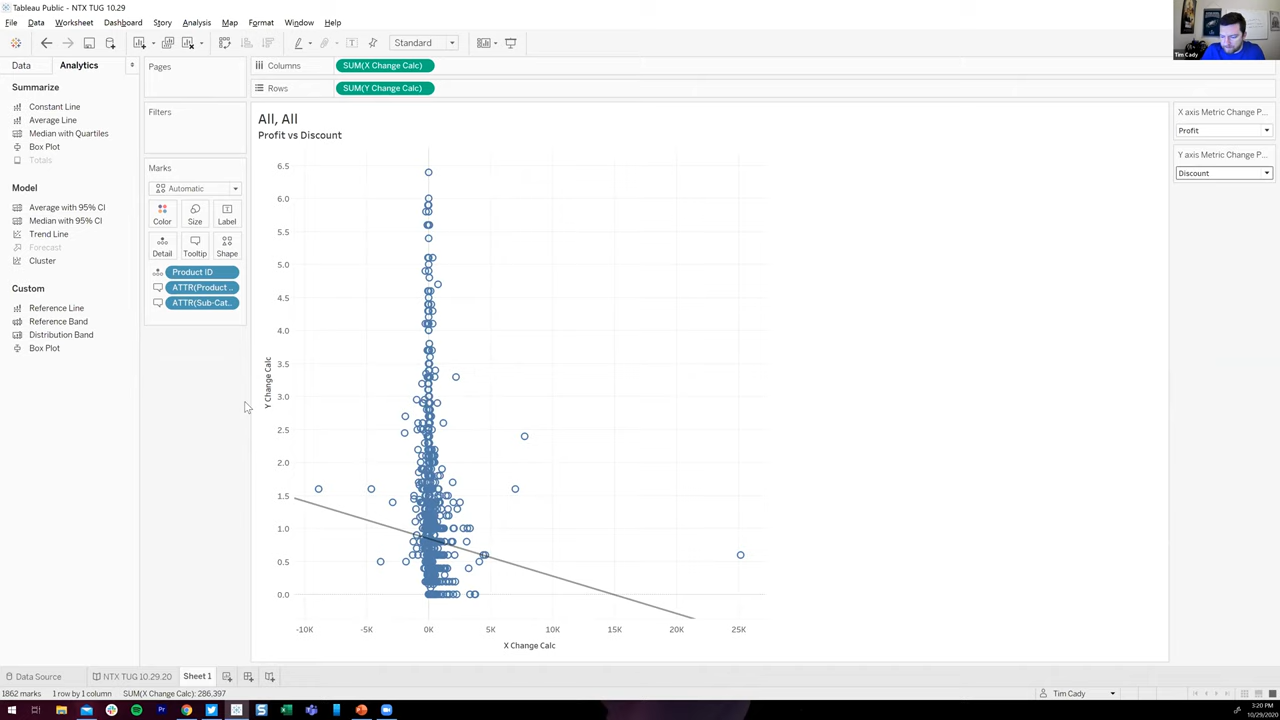 Tableau Public - NTX TUG 10.29
File Data Worksheet Dashboard Story Analysis Map Format Window Help
Standard
Data Analytics
Summarize
Constant Line
Average Line
Median with Quartiles
Box Plot
Totals
Model
Average with 95% CI
Median with 95% CI
Trend Line
Forecast
Cluster
Custom
Reference Line
Reference Band
Distribution Band
Box Plot
Pages
Filters
Marks
Automatic
Color Size Label
Detail Tooltip Shape
Product ID
ATTR(Product ..
ATTR(Sub-Cat..
Columns SUM(X Change Calc)
Rows SUM(Y Change Calc)
All, All
Profit vs Discount
6.5
6.0
5.5
5.0
4.5
4.0
3.5
3.0
2.5
2.0
1.5
1.0
0.5
0.0
Y Change Calc
-10K -5K 0K 5K 10K 15K 20K 25K
X Change Calc
X axis Metric Change P...
Profit
Y axis Metric Change P...
Discount
Tim Cady
Data Source NTX TUG 10.29.20 Sheet 1
1862 marks 1 row by 1 column SUM(X Change Calc): 286,397
Tim Cady
3:20 PM
10/29/2020